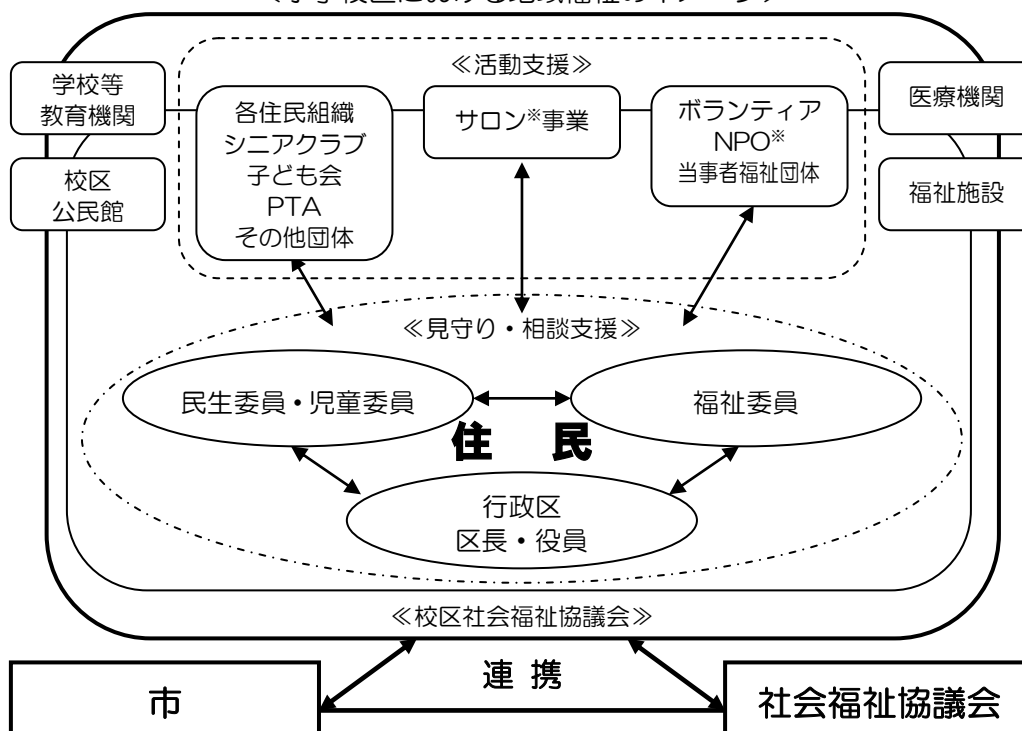 ≪活動支援≫
学校等
教育機関
校区
公民館
各住民組織
シニアクラブ
子ども会
PTA
その他団体
サロン※事業
ボランティア
NPO※
当事者福祉団体
医療機関
福祉施設
≪見守り・相談支援≫
民生委員・児童委員
福祉委員
住 民
行政区
区長・役員
≪校区社会福祉協議会≫
連 携
市
社会福祉協議会